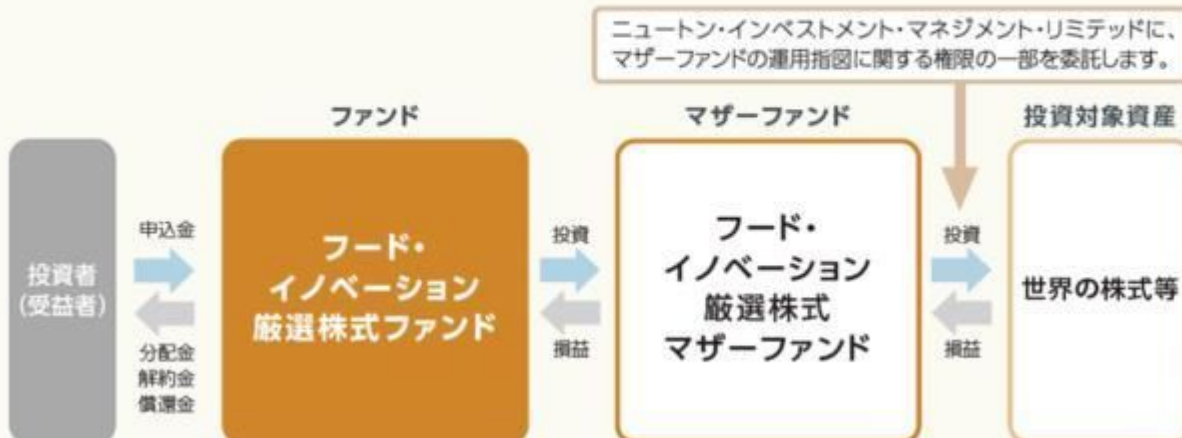 ニュートン・インベストメント・マネジメント・リミテッドに、
マザーファンドの運用指図に関する権限の一部を委託します。
ファンド
マザーファンド
投資対象資産
投資者
(受益者)
申込金
分配金
解約金
償還金
フード・
イノベーション
厳選株式ファンド
投資
損益
フード・
イノベーション
厳選株式
マザーファンド
投資
損益
世界の株式等